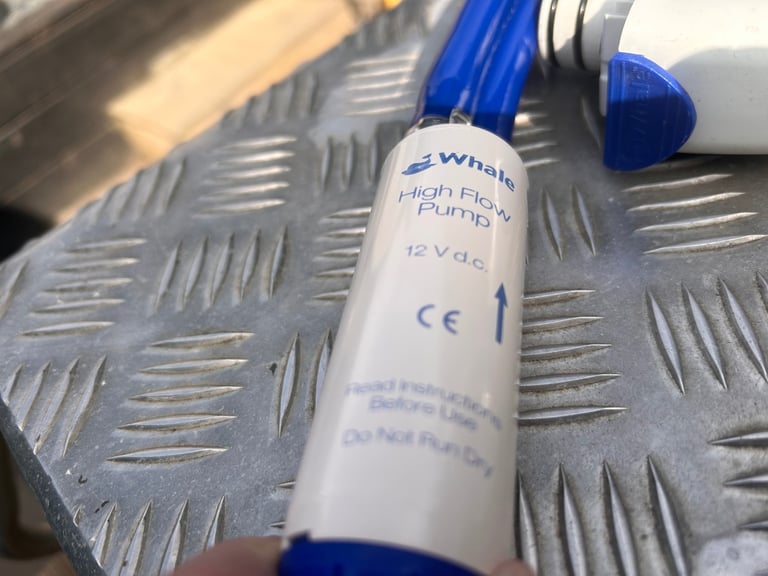 Whale
High Flow
Pump
12 V d.c.
CE
Read Instructions
Before Use
Do Not Run Dry